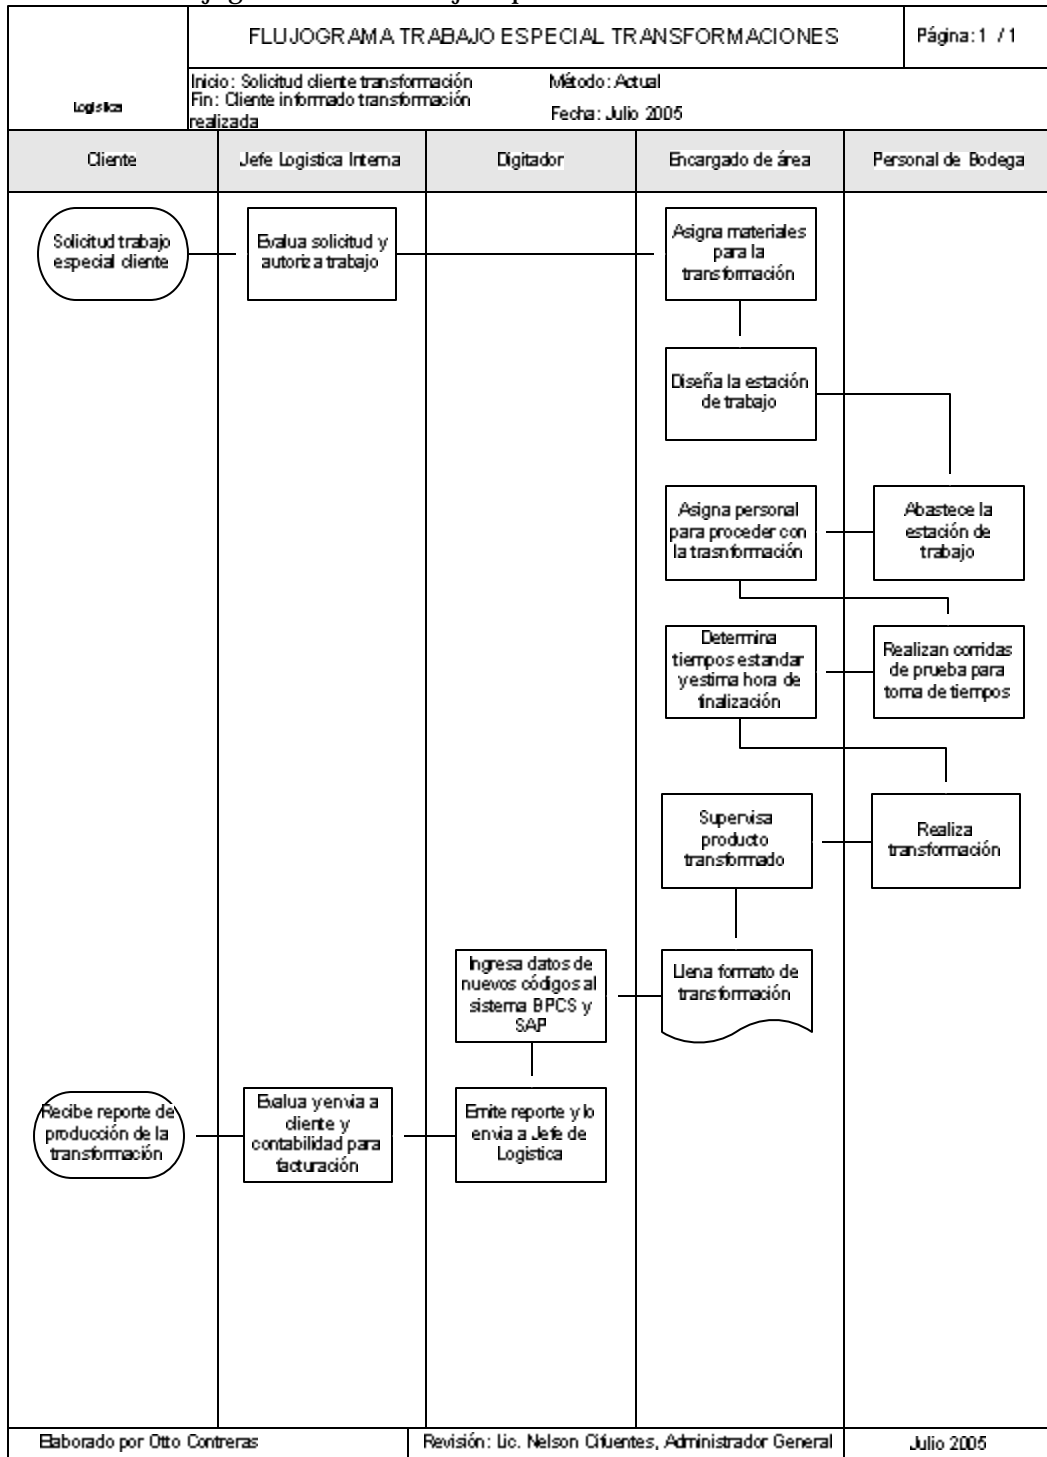 FLUJOGRAMA TRABAJO ESPECIAL TRANSFORMACIONES
Página: 1 / 1
Logistica
Inicio: Solicitud cliente transformación
Fin: Cliente informado transformación
realizada
Método: Actual
Fecha: Julio 2005
Cliente
Jefe Logistica Interna
Digitador
Encargado de área
Personal de Bodega
Solicitud trabajo
especial cliente
Evalua solicitud y
autoriza trabajo
Asigna materiales
para la
transformación
Diseña la estación
de trabajo
Asigna personal
para proceder con
la trasnformación
Abastece la
estación de
trabajo
Determina
tiempos estandar
y estima hora de
finalización
Realizan corridas
de prueba para
toma de tiempos
Supervisa
producto
transformado
Realiza
transformación
Ingresa datos de
nuevos códigos al
sistema BPCS y
SAP
Llena formato de
transformación
Recibe reporte de
producción de la
transformación
Evalua y envia a
cliente y
contabilidad para
facturación
Emite reporte y lo
envia a Jefe de
Logistica
Elaborado por Otto Contreras
Revisión: Lic. Nelson Cifuentes, Administrador General
Julio 2005